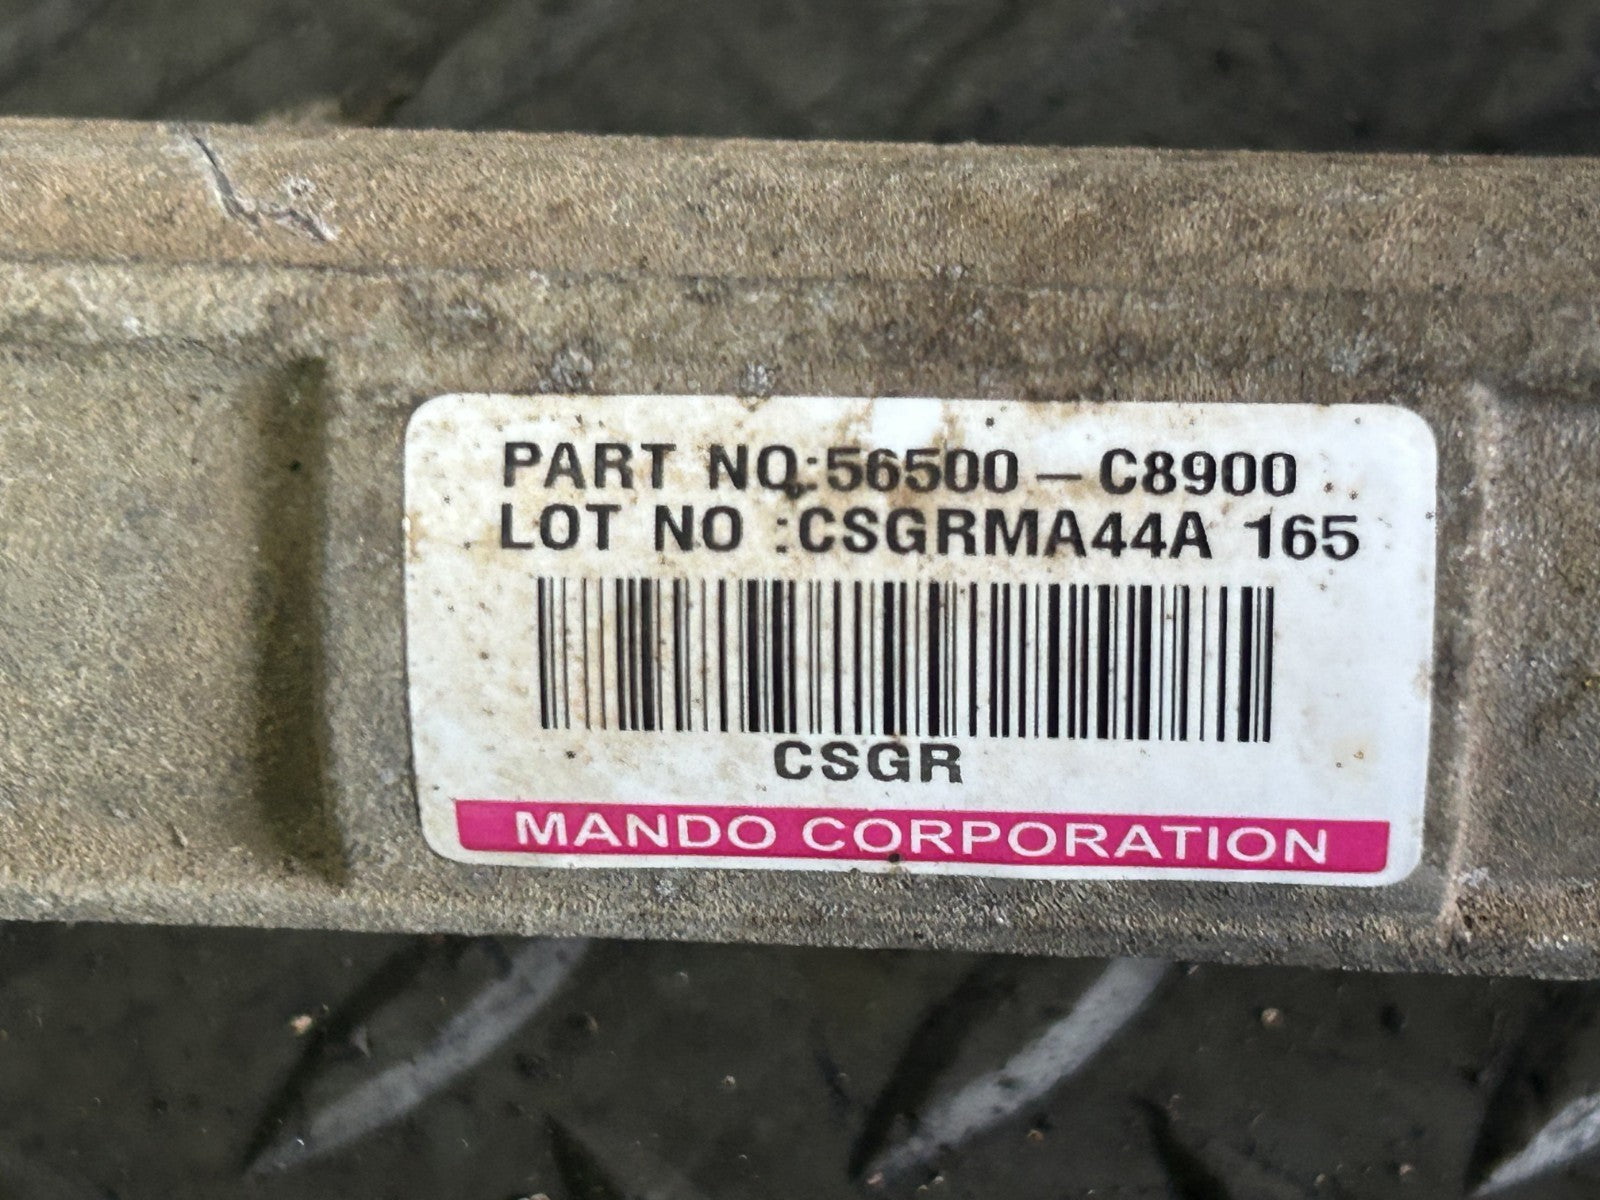 PART NO:56500-C8900
LOT NO :CSGRMA44A 165
CSGR
MANDO CORPORATION